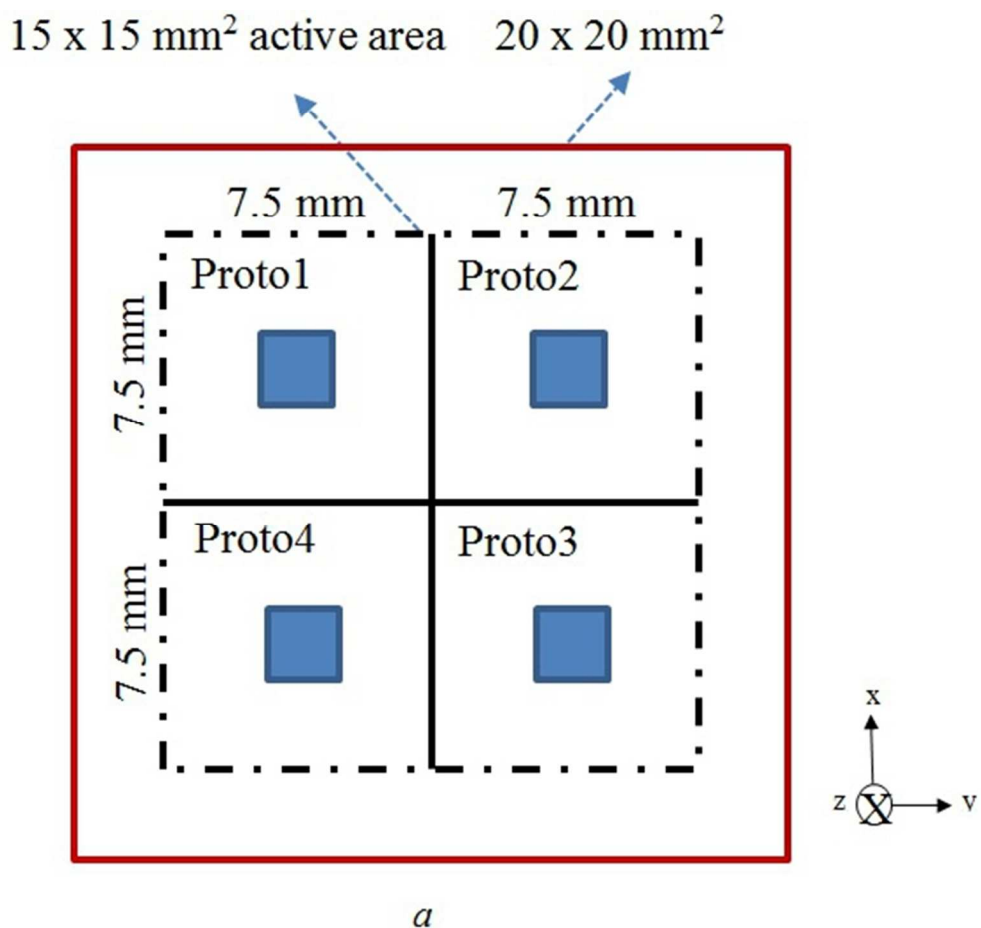 15 x 15 mm² active area
20 x 20 mm²
7.5 mm
7.5 mm
Proto1
Proto2
7.5 mm
Proto4
Proto3
7.5 mm
x
z X y
a